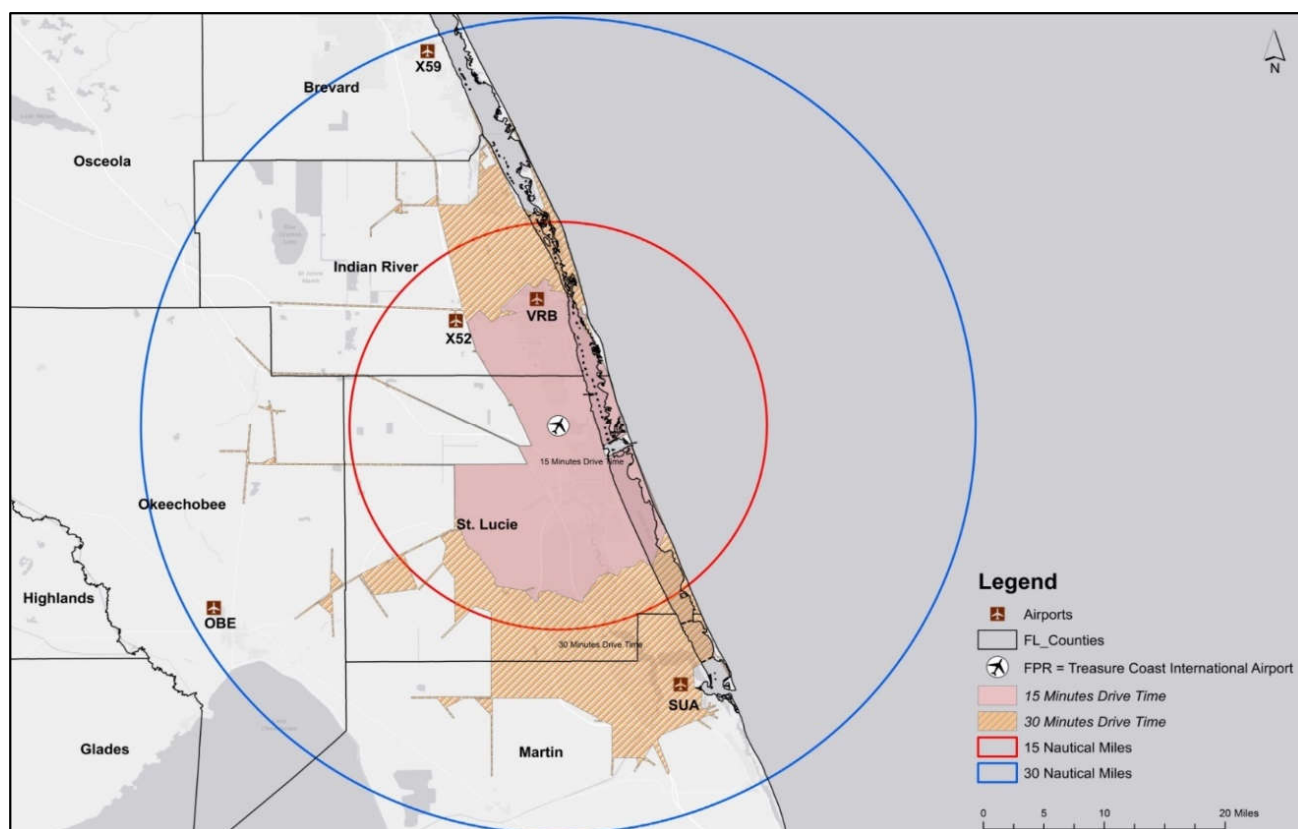 X59
N
Brevard
Osceola
Indian River
VRB
X52
15 Minutes Drive Time
Okeechobee
St. Lucie
Highlands
OBE
30 Minutes Drive Time
SUA
Martin
Glades
Legend
Airports
FL_Counties
FPR = Treasure Coast International Airport
15 Minutes Drive Time
30 Minutes Drive Time
15 Nautical Miles
30 Nautical Miles
0 5 10 20 Miles